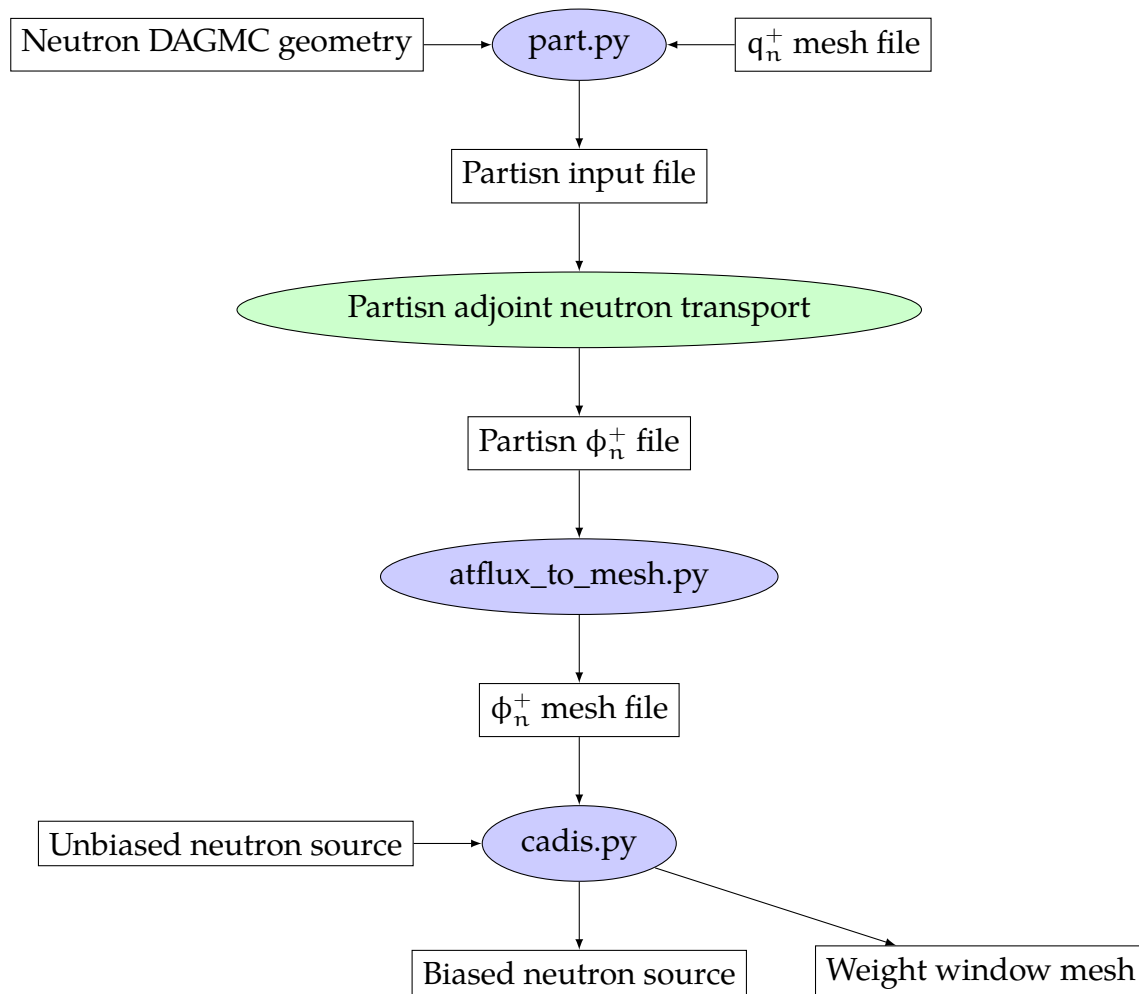 Neutron DAGMC geometry
part.py
q⁺ₙ mesh file
Partisn input file
Partisn adjoint neutron transport
Partisn ϕ⁺ₙ file
atflux_to_mesh.py
ϕ⁺ₙ mesh file
Unbiased neutron source
cadis.py
Biased neutron source
Weight window mesh